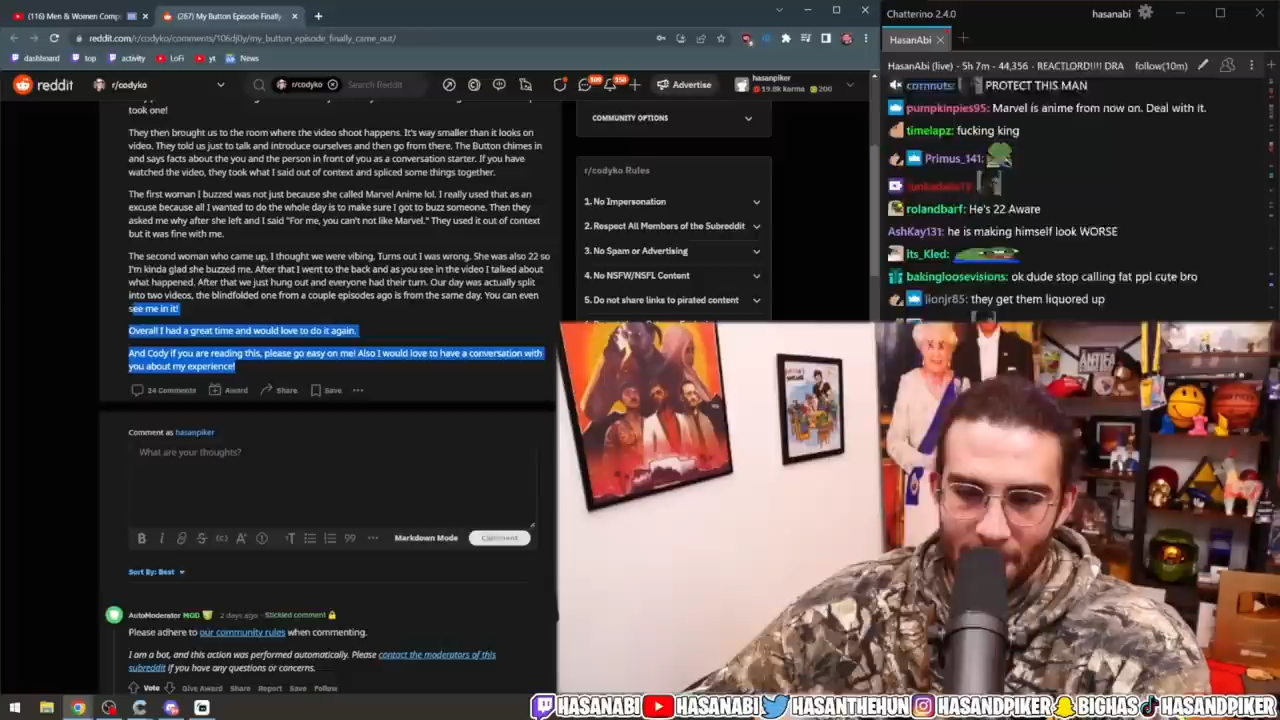 (116) Men & Women Comp
(267) My Button Episode Finally
reddit.com/r/codyko/comments/106dj0y/my_button_episode_finally_came_out/
dashboard
top
activity
LoFi
yt
News
reddit
r/codyko
r/codyko
Search Reddit
Advertise
hasanpiker
19.8k karma
200
took one!
They then brought us to the room where the video shoot happens. It's way smaller than it looks on
video. They told us just to talk and introduce ourselves and then go from there. The Button chimes in
and says facts about the you and the person in front of you as a conversation starter. If you have
watched the video, they took what I said out of context and spliced some things together.
The first woman I buzzed was not just because she called Marvel Anime lol. I really used that as an
excuse because all I wanted to do the whole day is to make sure I got to buzz someone. Then they
asked me why after she left and I said "For me, you can't not like Marvel." They used it out of context
but it was fine with me.
The second woman who came up, I thought we were vibing. Turns out I was wrong. She was also 22 so
I'm kinda glad she buzzed me. After that I went to the back and as you see in the video I talked about
what happened. After that we just hung out and everyone had their turn. Our day was actually split
into two videos, the blindfolded one from a couple episodes ago is from the same day. You can even
see me in it!
Overall I had a great time and would love to do it again.
And Cody if you are reading this, please go easy on me! Also I would love to have a conversation with
you about my experience!
24 Comments
Award
Share
Save
Comment as hasanpiker
What are your thoughts?
Markdown Mode
Comment
Sort By: Best
AutoModerator MOD 2 days ago · Stickied comment
Please adhere to our community rules when commenting.
I am a bot, and this action was performed automatically. Please contact the moderators of this
subreddit if you have any questions or concerns.
Vote
Give Award
Share
Report
Save
Follow
COMMUNITY OPTIONS
r/codyko Rules
1. No Impersonation
2. Respect All Members of the Subreddit
3. No Spam or Advertising
4. No NSFW/NSFL Content
5. Do not share links to pirated content
Chatterino 2.4.0
hasanabi
HasanAbi
HasanAbi (live) - 5h 7m - 44,356 - REACTLORD!!!! DRA
follow(10m)
PROTECT THIS MAN
pumpkinpies95: Marvel is anime from now on. Deal with it.
timelapz: fucking king
Primus_141:
rolandbarf: He's 22 Aware
AshKay131: he is making himself look WORSE
Its_Kled:
bakingloosevisions: ok dude stop calling fat ppl cute bro
lionjr85: they get them liquored up
ANTIFA
HASANABI
HASANABI
HASANTHEHUN
HASANDPIKER
BIGHAS
HASANDPIKER